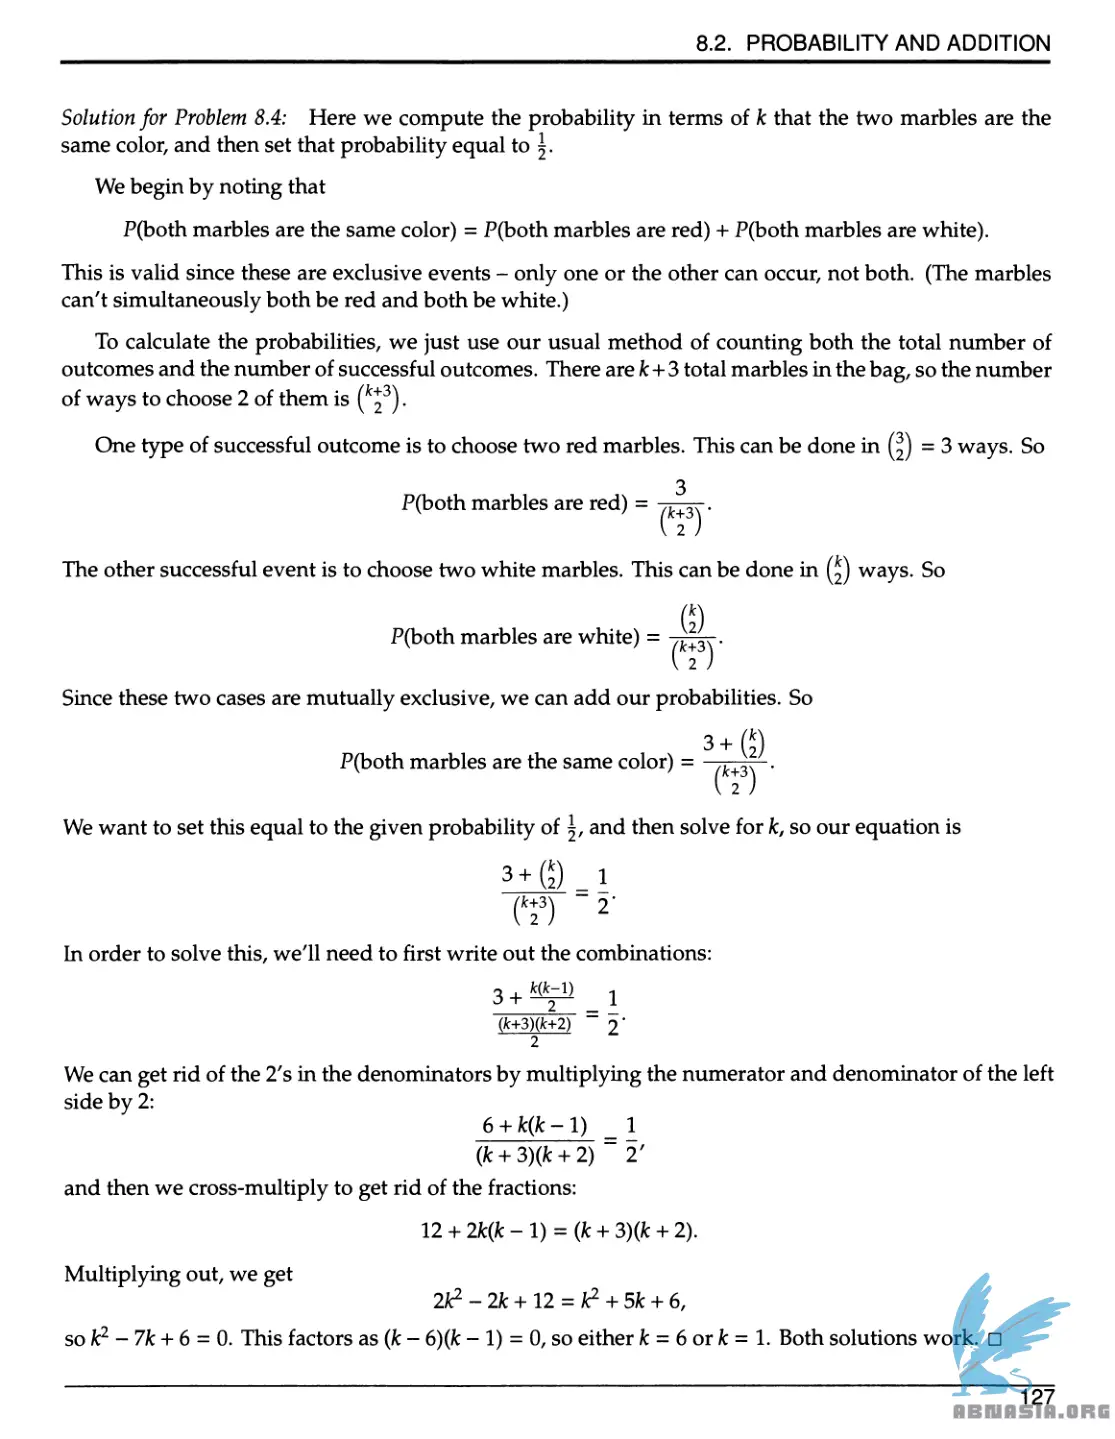 8.2. PROBABILITY AND ADDITION
Solution for Problem 8.4: Here we compute the probability in terms of k that the two marbles are the
same color, and then set that probability equal to 1/2.
We begin by noting that
P(both marbles are the same color) = P(both marbles are red) + P(both marbles are white).
This is valid since these are exclusive events – only one or the other can occur, not both. (The marbles
can't simultaneously both be red and both be white.)
To calculate the probabilities, we just use our usual method of counting both the total number of
outcomes and the number of successful outcomes. There are k+3 total marbles in the bag, so the number
of ways to choose 2 of them is \binom{k+3}{2}.
One type of successful outcome is to choose two red marbles. This can be done in \binom{3}{2} = 3 ways. So
P(both marbles are red) = \frac{3}{\binom{k+3}{2}}.
The other successful event is to choose two white marbles. This can be done in \binom{k}{2} ways. So
P(both marbles are white) = \frac{\binom{k}{2}}{\binom{k+3}{2}}.
Since these two cases are mutually exclusive, we can add our probabilities. So
P(both marbles are the same color) = \frac{3 + \binom{k}{2}}{\binom{k+3}{2}}.
We want to set this equal to the given probability of 1/2, and then solve for k, so our equation is
\frac{3 + \binom{k}{2}}{\binom{k+3}{2}} = \frac{1}{2}.
In order to solve this, we'll need to first write out the combinations:
\frac{3 + \frac{k(k-1)}{2}}{\frac{(k+3)(k+2)}{2}} = \frac{1}{2}.
We can get rid of the 2's in the denominators by multiplying the numerator and denominator of the left
side by 2:
\frac{6 + k(k - 1)}{(k + 3)(k + 2)} = \frac{1}{2},
and then we cross-multiply to get rid of the fractions:
12 + 2k(k − 1) = (k + 3)(k + 2).
Multiplying out, we get
2k² − 2k + 12 = k² + 5k + 6,
so k² − 7k + 6 = 0. This factors as (k − 6)(k − 1) = 0, so either k = 6 or k = 1. Both solutions work. □
127
ABNASIA.ORG